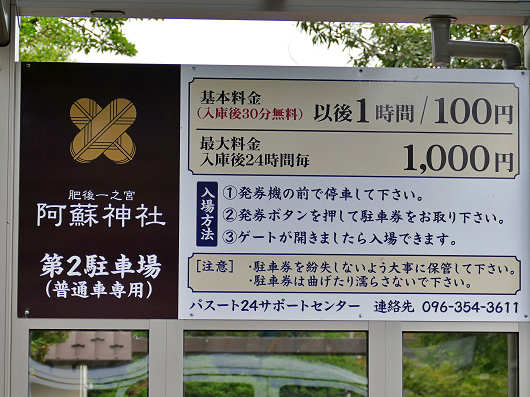 肥後一之宮
阿蘇神社
第2駐車場
(普通車専用)
基本料金
(入庫後30分無料)
以後1時間/100円
最大料金
入庫後24時間毎
1,000円
入場方法
①発券機の前で停車して下さい。
②発券ボタンを押して駐車券をお取り下さい。
③ゲートが開きましたら入場できます。
[注意] ・駐車券を紛失しないよう大事に保管して下さい。
・駐車券は曲げたり濡らさないで下さい。
パスート24サポートセンター 連絡先 096-354-3611